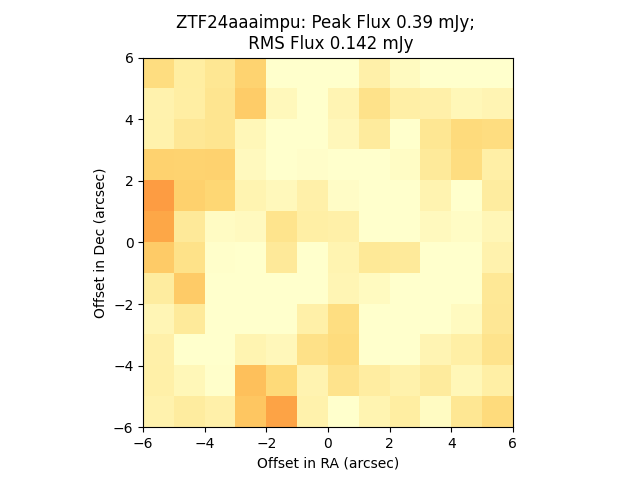 ZTF24aaaimpu: Peak Flux 0.39 mJy;
RMS Flux 0.142 mJy
6
4
2
0
−2
−4
−6
Offset in Dec (arcsec)
−6 −4 −2 0 2 4 6
Offset in RA (arcsec)